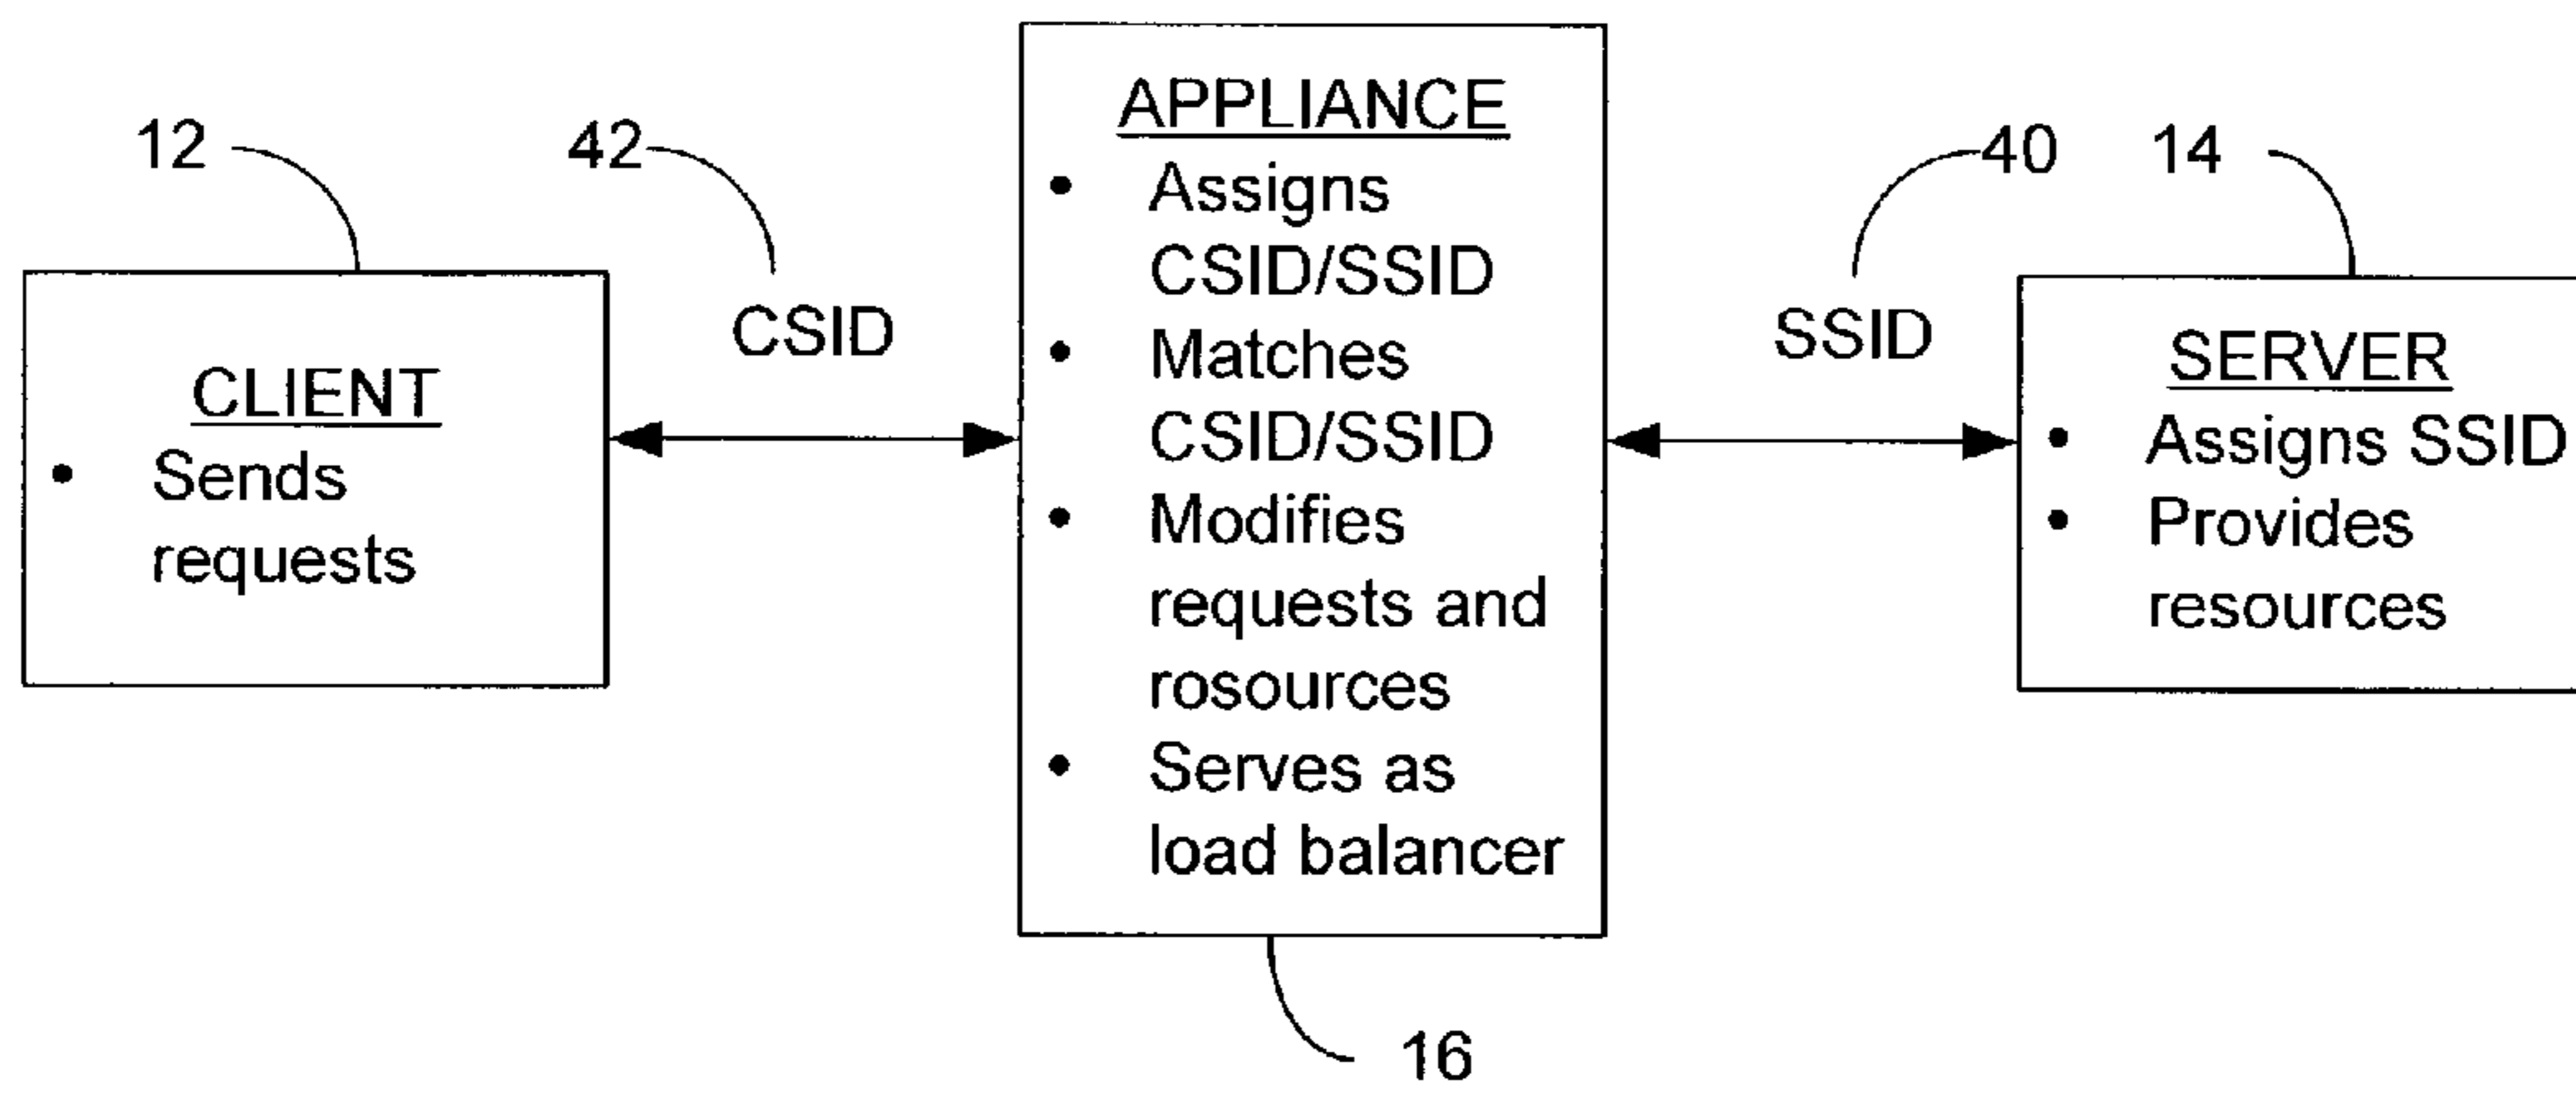 12
42
40
14
CLIENT
• Sends
requests
CSID
APPLIANCE
• Assigns
CSID/SSID
• Matches
CSID/SSID
• Modifies
requests and
rosources
• Serves as
load balancer
16
SSID
SERVER
• Assigns SSID
• Provides
resources